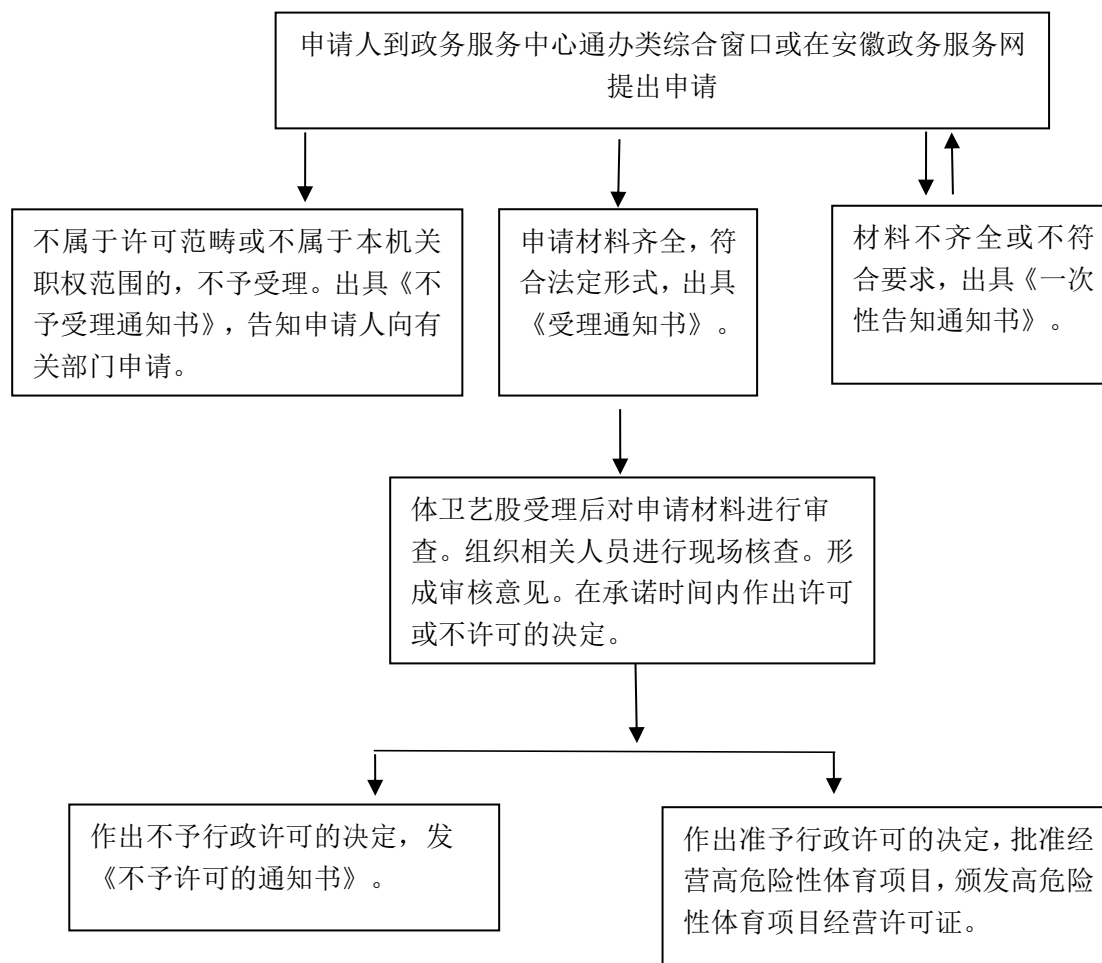 申请人到政务服务中心通办类综合窗口或在安徽政务服务网
提出申请
不属于许可范畴或不属于本机关
职权范围的，不予受理。出具《不
予受理通知书》，告知申请人向有
关部门申请。
申请材料齐全，符
合法定形式，出具
《受理通知书》。
材料不齐全或不符
合要求，出具《一次
性告知通知书》。
体卫艺股受理后对申请材料进行审
查。组织相关人员进行现场核查。形
成审核意见。在承诺时间内作出许可
或不许可的决定。
作出不予行政许可的决定，发
《不予许可的通知书》。
作出准予行政许可的决定，批准经
营高危险性体育项目，颁发高危险
性体育项目经营许可证。